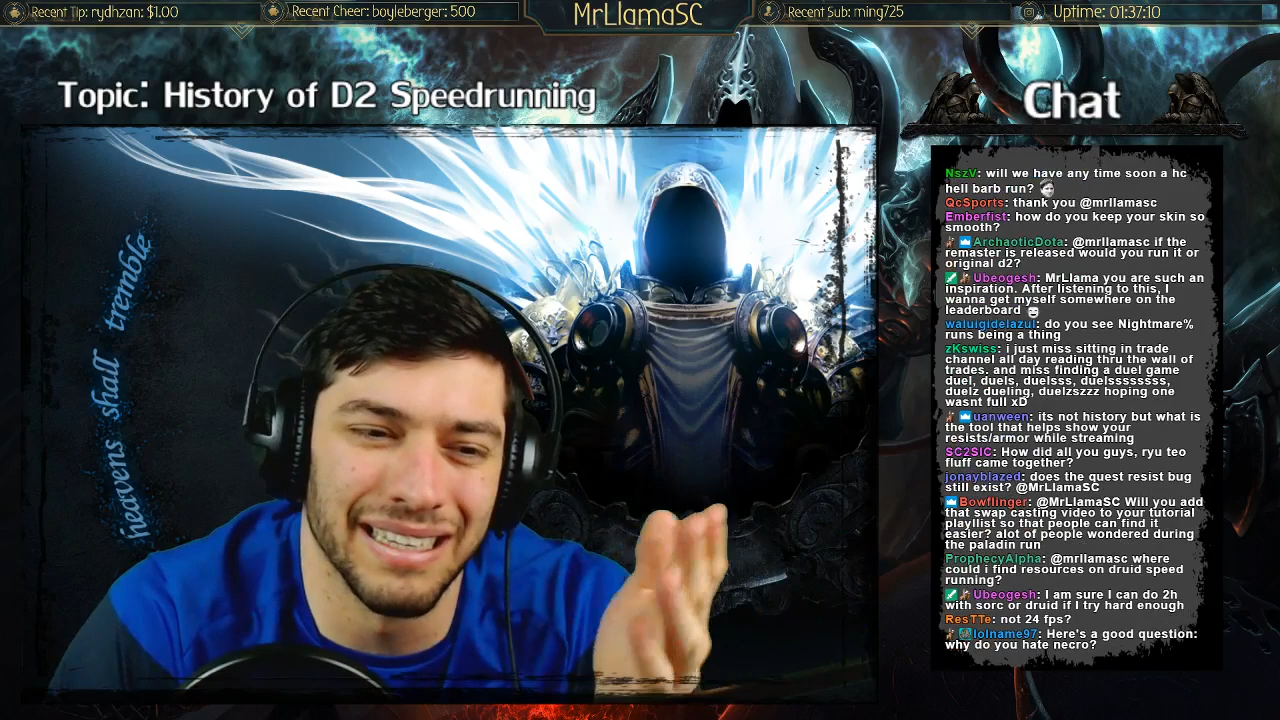 Recent Tip: rydhzan: $1.00
Recent Cheer: boyleberger: 500
MrLlamaSC
Recent Sub: ming725
Uptime: 01:37:10
Topic: History of D2 Speedrunning
Chat
heavens shall tremble
NszV: will we have any time soon a hc
hell barb run?
QcSports: thank you @mrllamasc
Emberfist: how do you keep your skin so
smooth?
ArchaoticDota: @mrllamasc if the
remaster is released would you run it or
original d2?
Ubeogesh: MrLlama you are such an
inspiration. After listening to this, I
wanna get myself somewhere on the
leaderboard
waluigidelazul: do you see Nightmare%
runs being a thing
zKswiss: i just miss sitting in trade
channel all day reading thru the wall of
trades. and miss finding a duel game
duel, duels, duelsss, duelsssssssss,
duelz dueling, duelzszzz hoping one
wasnt full xD
uanween: its not history but what is
the tool that helps show your
resists/armor while streaming
SC2SIC: How did all you guys, ryu teo
fluff came together?
jonayblazed: does the quest resist bug
still exist? @MrLlamaSC
Bowflinger: @MrLlamaSC Will you add
that swap casting video to your tutorial
playllist so that people can find it
easier? alot of people wondered during
the paladin run
ProphecyAlpha: @mrllamasc where
could i find resources on druid speed
running?
Ubeogesh: I am sure I can do 2h
with sorc or druid if I try hard enough
ResTTe: not 24 fps?
lolname97: Here's a good question:
why do you hate necro?